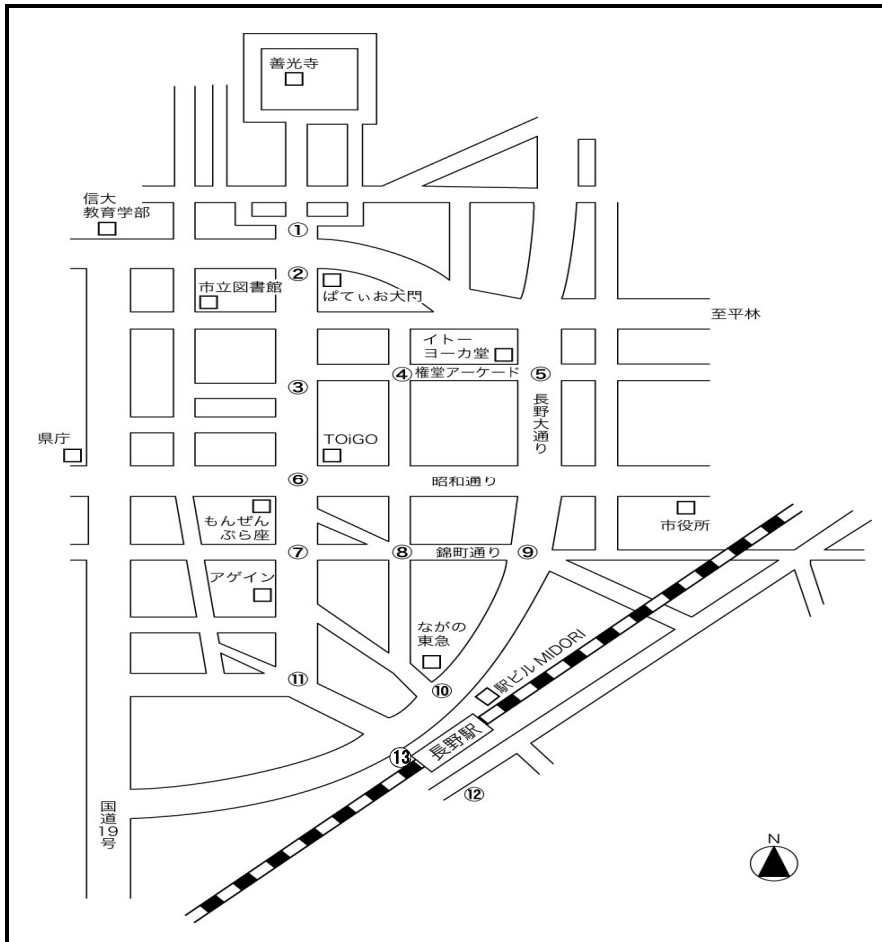 善光寺
信大
教育学部
①
②
市立図書館
ぱてぃお大門
至平林
イトー
ヨーカ堂
③
④
権堂アーケード
⑤
長野大通り
県庁
TOiGO
⑥
昭和通り
もんぜん
ぷら座
市役所
⑦
⑧
錦町通り
⑨
アゲイン
ながの
東急
⑪
⑩
駅ビル MIDORI
長野駅
⑬
⑫
国道19号
N